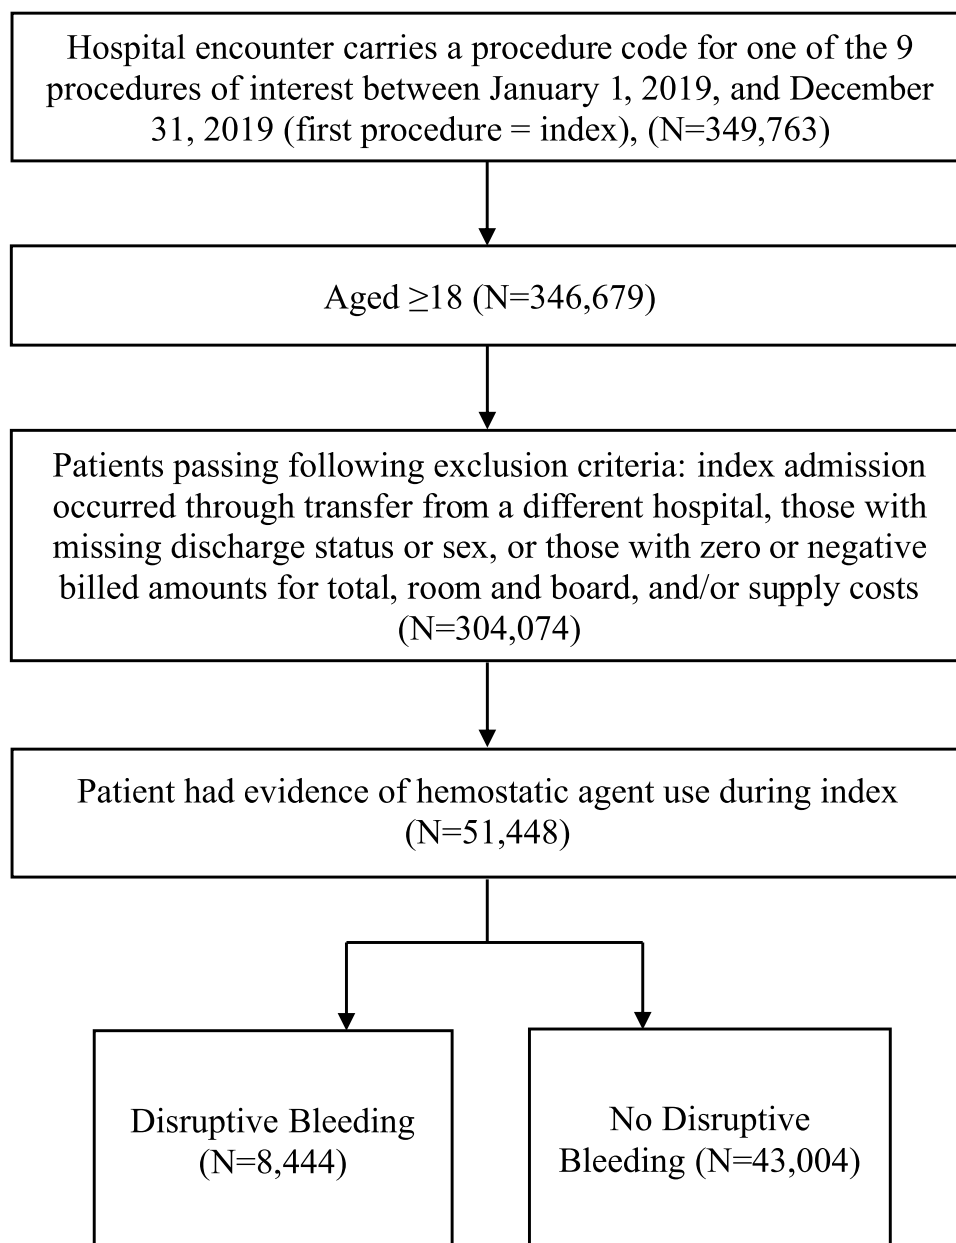 Hospital encounter carries a procedure code for one of the 9
procedures of interest between January 1, 2019, and December
31, 2019 (first procedure = index), (N=349,763)
Aged ≥18 (N=346,679)
Patients passing following exclusion criteria: index admission
occurred through transfer from a different hospital, those with
missing discharge status or sex, or those with zero or negative
billed amounts for total, room and board, and/or supply costs
(N=304,074)
Patient had evidence of hemostatic agent use during index
(N=51,448)
Disruptive Bleeding
(N=8,444)
No Disruptive
Bleeding (N=43,004)